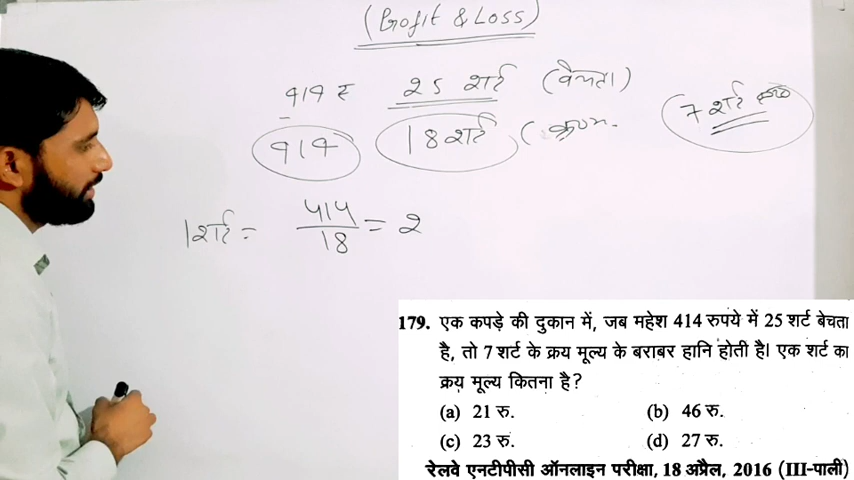 (Profit & Loss)
414 रु 25 शर्ट (बेचता)
414 18 शर्ट
7 शर्ट
1 शर्ट = 414/18 = 2
179. एक कपड़े की दुकान में, जब महेश 414 रुपये में 25 शर्ट बेचता
है, तो 7 शर्ट के क्रय मूल्य के बराबर हानि होती है। एक शर्ट का
क्रय मूल्य कितना है?
(a) 21 रु. (b) 46 रु.
(c) 23 रु. (d) 27 रु.
रेलवे एनटीपीसी ऑनलाइन परीक्षा, 18 अप्रैल, 2016 (III-पाली)